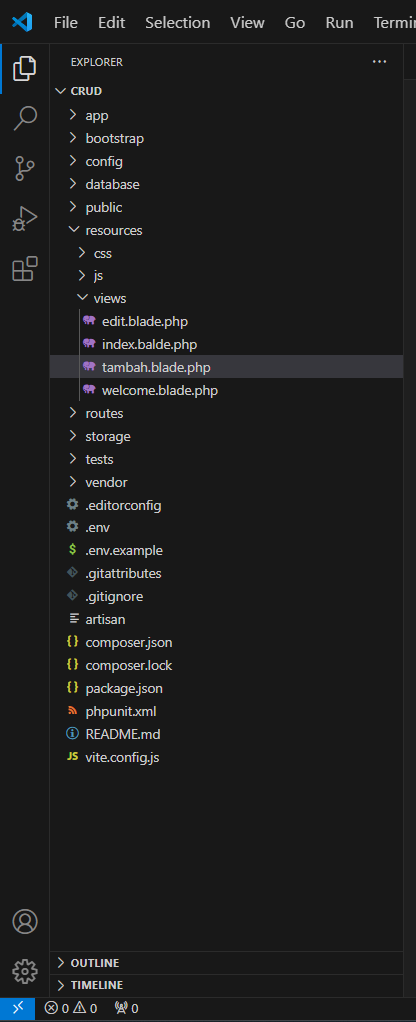 File Edit Selection View Go Run Termin
EXPLORER ...
CRUD
app
bootstrap
config
database
public
resources
css
js
views
edit.blade.php
index.balde.php
tambah.blade.php
welcome.blade.php
routes
storage
tests
vendor
.editorconfig
.env
$ .env.example
.gitattributes
.gitignore
artisan
{} composer.json
{} composer.lock
{} package.json
phpunit.xml
README.md
JS vite.config.js
OUTLINE
TIMELINE
0 0 0